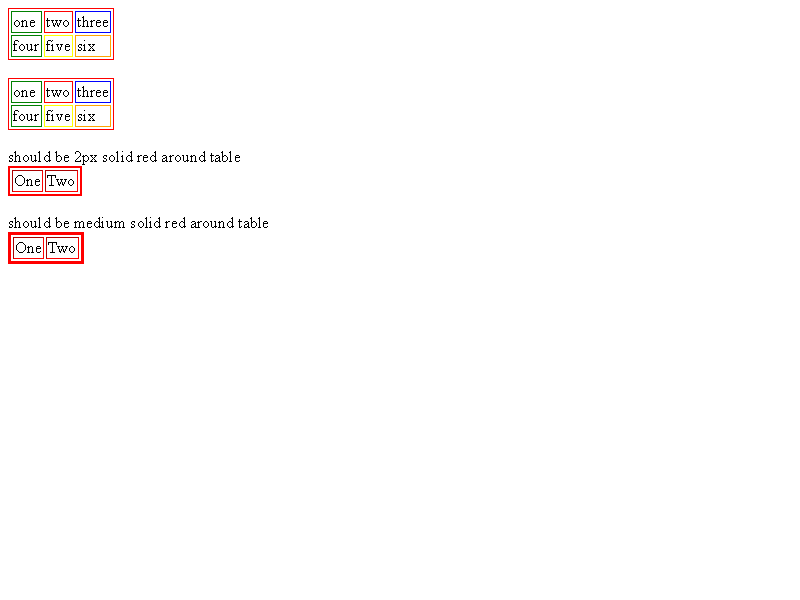 one two three
four five six
one two three
four five six
should be 2px solid red around table
One Two
should be medium solid red around table
One Two